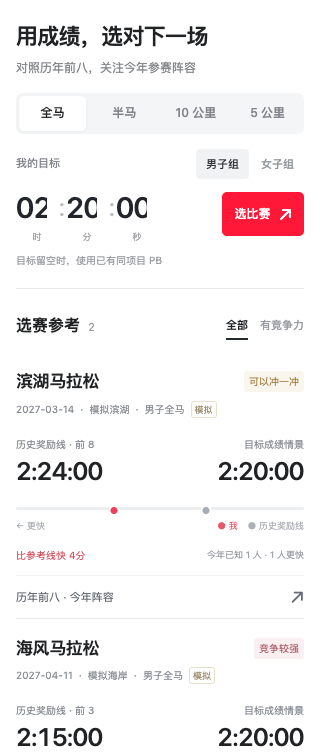 用成绩，选对下一场
对照历年前八，关注今年参赛阵容
全马 半马 10 公里 5 公里
我的目标 男子组 女子组
02 :20 :00 选比赛
时 分 秒
目标留空时，使用已有同项目 PB
选赛参考 2 全部 有竞争力
滨湖马拉松 可以冲一冲
2027-03-14 · 模拟滨湖 · 男子全马 模拟
历史奖励线 · 前 8 目标成绩情景
2:24:00 2:20:00
← 更快 我 历史奖励线
比参考线快 4分 今年已知 1 人 · 1 人更快
历年前八 · 今年阵容
海风马拉松 竞争较强
2027-04-11 · 模拟海岸 · 男子全马 模拟
历史奖励线 · 前 3 目标成绩情景
2:15:00 2:20:00